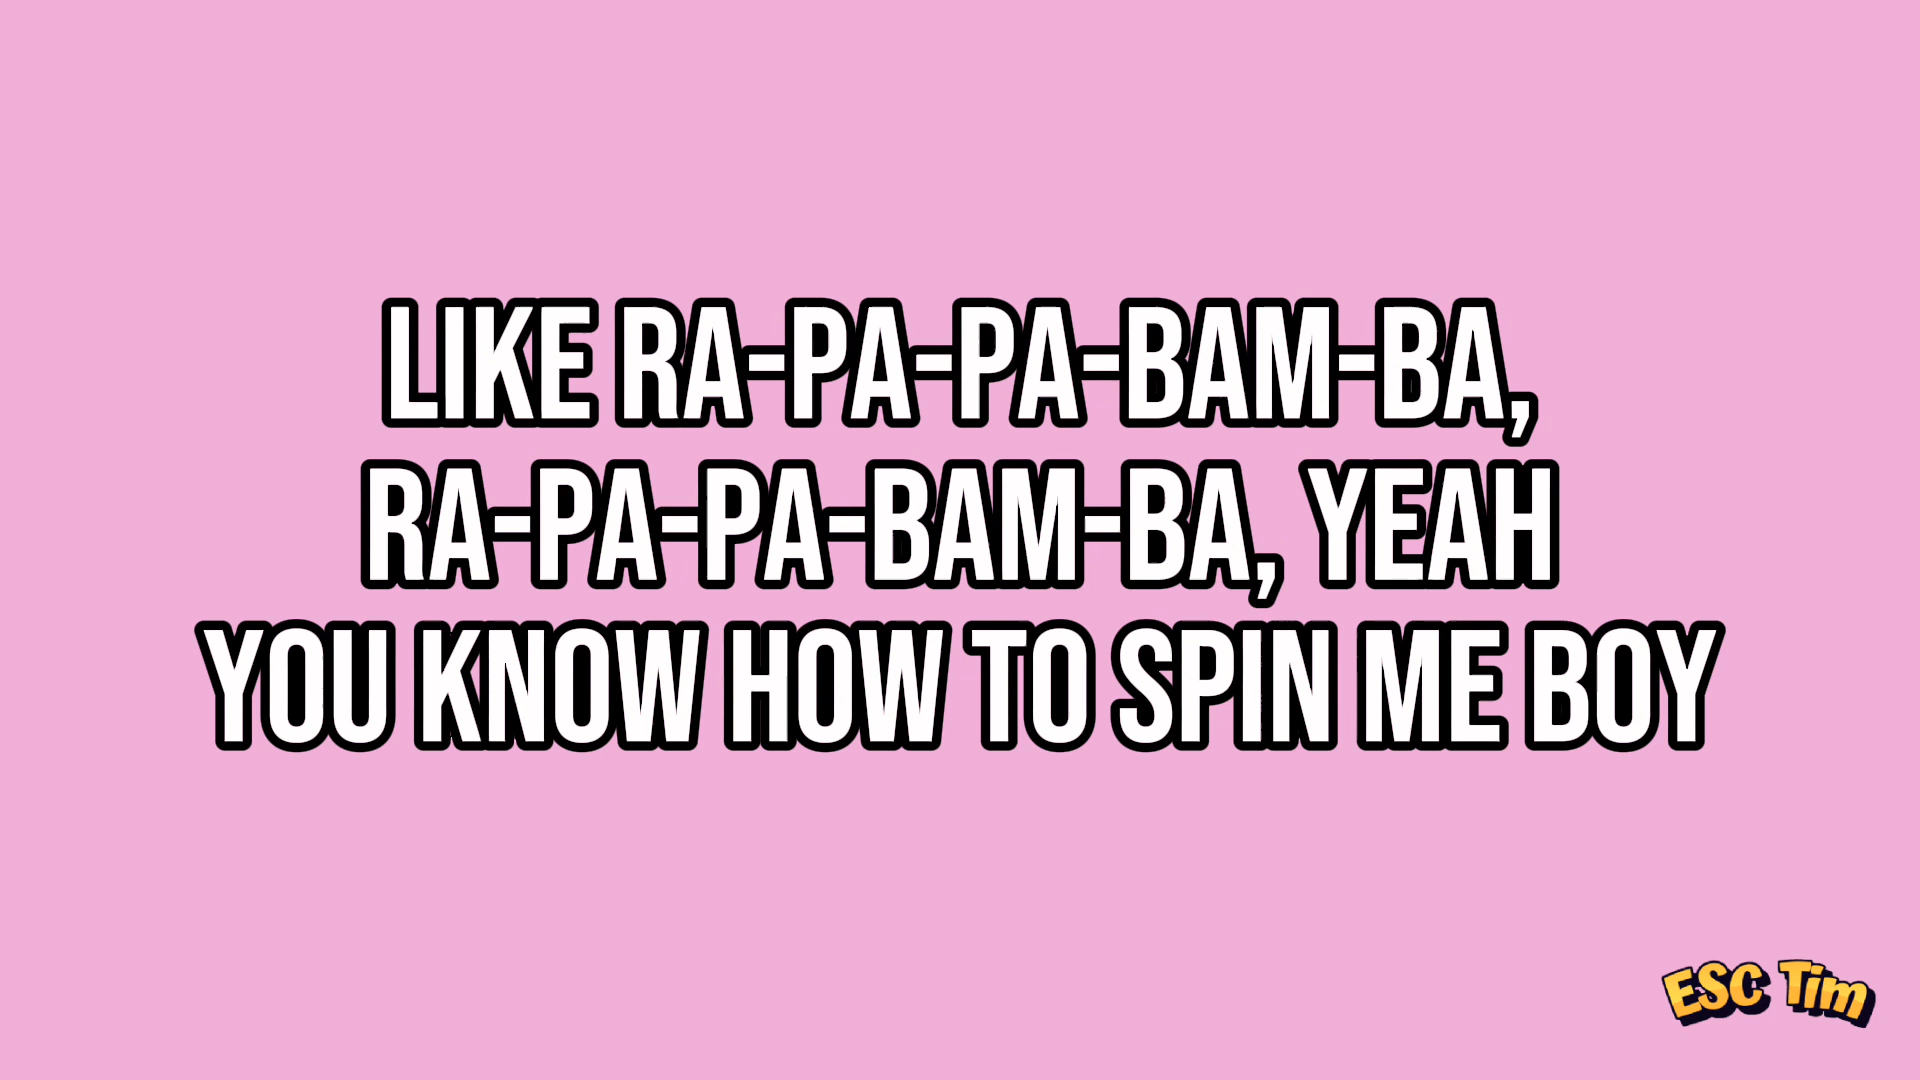 LIKE RA-PA-PA-BAM-BA,
RA-PA-PA-BAM-BA, YEAH
YOU KNOW HOW TO SPIN ME BOY
ESC Tim